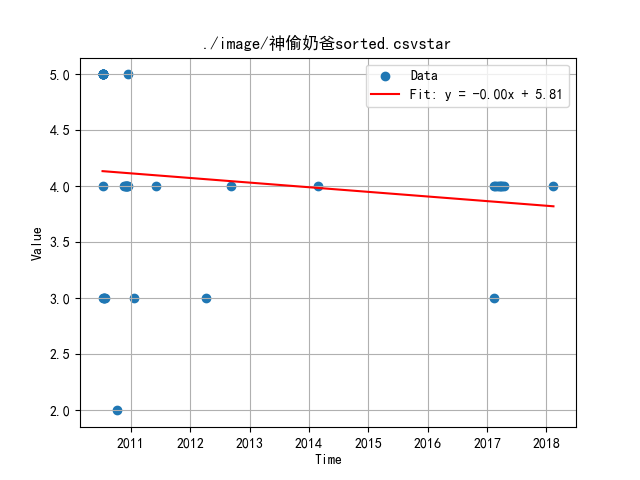 ./image/神偷奶爸sorted.csvstar
Data
Fit: y = -0.00x + 5.81
Value
5.0
4.5
4.0
3.5
3.0
2.5
2.0
2011 2012 2013 2014 2015 2016 2017 2018
Time